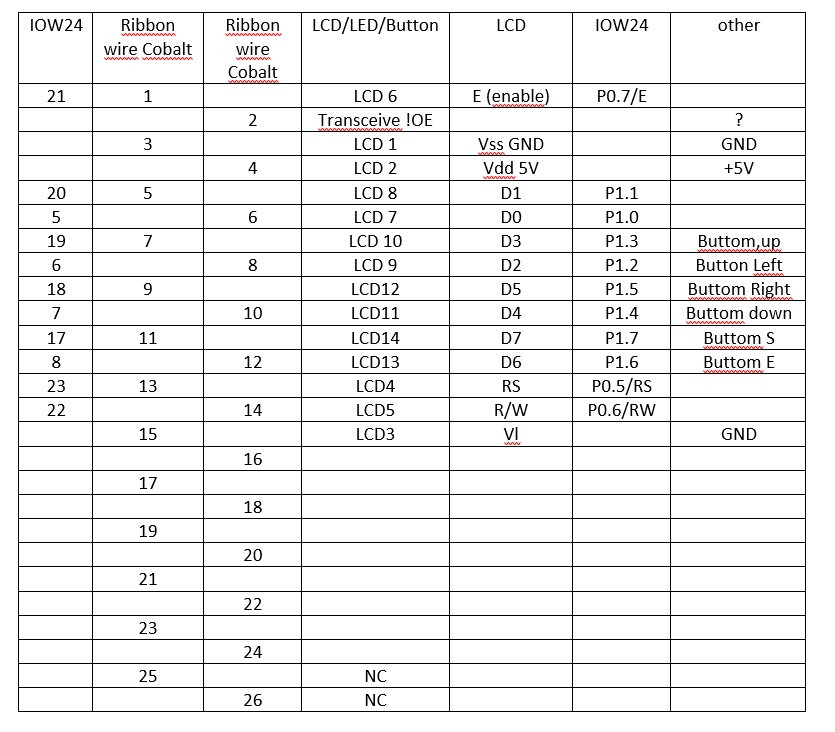 IOW24 Ribbon wire Cobalt Ribbon wire Cobalt LCD/LED/Button LCD IOW24 other
21 1 LCD 6 E (enable) P0.7/E
2 Transceive !OE ?
3 LCD 1 Vss GND GND
4 LCD 2 Vdd 5V +5V
20 5 LCD 8 D1 P1.1
5 6 LCD 7 D0 P1.0
19 7 LCD 10 D3 P1.3 Buttom,up
6 8 LCD 9 D2 P1.2 Button Left
18 9 LCD12 D5 P1.5 Buttom Right
7 10 LCD11 D4 P1.4 Buttom down
17 11 LCD14 D7 P1.7 Buttom S
8 12 LCD13 D6 P1.6 Buttom E
23 13 LCD4 RS P0.5/RS
22 14 LCD5 R/W P0.6/RW
15 LCD3 Vl GND
16
17
18
19
20
21
22
23
24
25 NC
26 NC